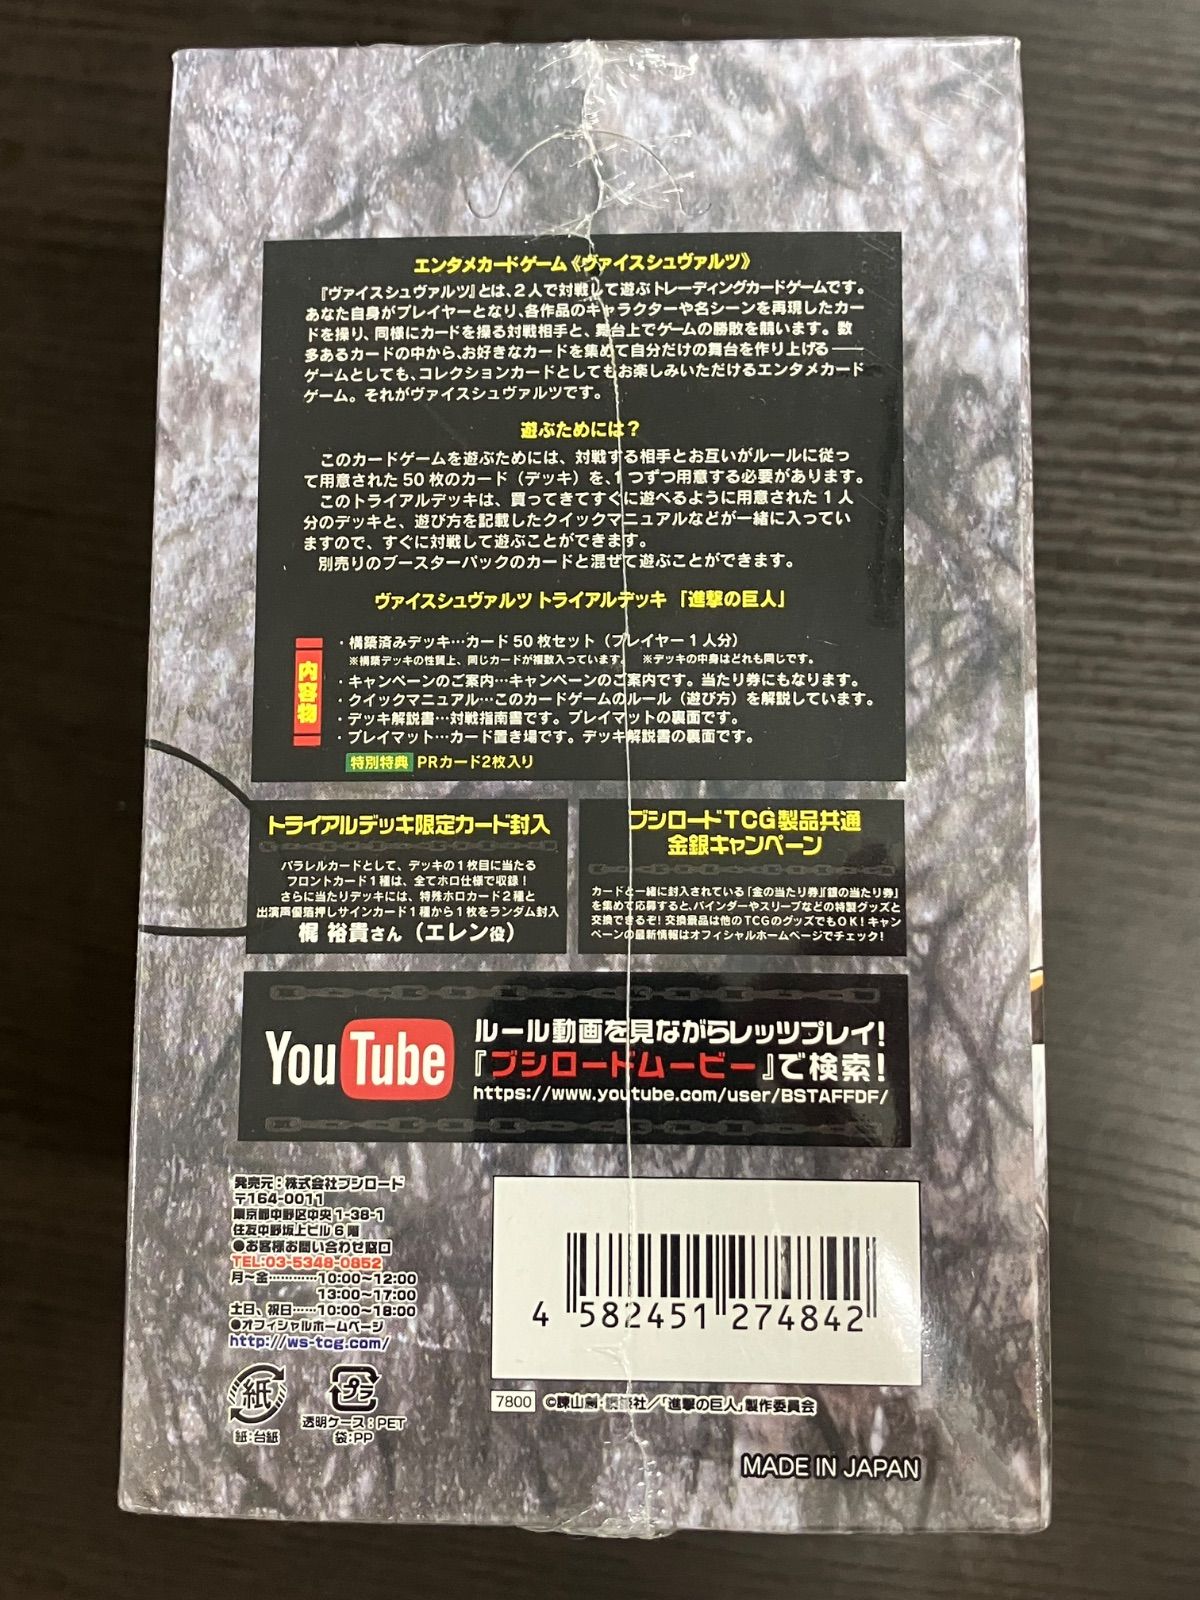 エンタメカードゲーム《ヴァイスシュヴァルツ》
『ヴァイスシュヴァルツ』とは、2人で対戦して遊ぶトレーディングカードゲームです。
あなた自身がプレイヤーとなり、各作品のキャラクターや名シーンを再現したカー
ドを操り、同様にカードを操る対戦相手と、舞台上でゲームの勝敗を競います。数
多あるカードの中から、お好きなカードを集めて自分だけの舞台を作り上げる――
ゲームとしても、コレクションカードとしてもお楽しみいただけるエンタメカード
ゲーム。それがヴァイスシュヴァルツです。
遊ぶためには？
このカードゲームを遊ぶためには、対戦する相手とお互いがルールに従っ
て用意された50枚のカード（デッキ）を、1つずつ用意する必要があります。
このトライアルデッキは、買ってきてすぐに遊べるように用意された1人
分のデッキと、遊び方を記載したクイックマニュアルなどが一緒に入ってい
ますので、すぐに対戦して遊ぶことができます。
別売りのブースターパックのカードと混ぜて遊ぶことができます。
ヴァイスシュヴァルツ トライアルデッキ 「進撃の巨人」
内容物
・構築済みデッキ…カード50枚セット（プレイヤー1人分）
※構築デッキの性質上、同じカードが複数入っています。 ※デッキの中身はどれも同じです。
・キャンペーンのご案内…キャンペーンのご案内です。当たり券にもなります。
・クイックマニュアル…このカードゲームのルール（遊び方）を解説しています。
・デッキ解説書…対戦指南書です。プレイマットの裏面です。
・プレイマット…カード置き場です。デッキ解説書の裏面です。
特別特典 PRカード2枚入り
トライアルデッキ限定カード封入
パラレルカードとして、デッキの1枚目に当たる
フロントカード1種は、全てホロ仕様で収録！
さらに当たりデッキには、特殊ホロカード2種と
出演声優箔押しサインカード1種から1枚をランダム封入
梶 裕貴さん（エレン役）
ブシロードTCG製品共通
金銀キャンペーン
カードと一緒に封入されている「金の当たり券」「銀の当たり券」
を集めて応募すると、バインダーやスリーブなどの特製グッズと
交換できるぞ！交換景品は他のTCGのグッズでもOK！キャン
ペーンの最新情報はオフィシャルホームページでチェック！
YouTube
ルール動画を見ながらレッツプレイ！
『ブシロードムービー』で検索！
https://www.youtube.com/user/BSTAFFDF/
発売元：株式会社ブシロード
〒164-0011
東京都中野区中央1-38-1
住友中野坂上ビル6階
●お客様お問い合わせ窓口
TEL:03-5348-0852
月～金…………10:00～12:00
13:00～17:00
土日、祝日……10:00～18:00
●オフィシャルホームページ
http://ws-tcg.com/
紙
紙:台紙
プラ
透明ケース:PET
袋:PP
4 582451 274842
7800 ©諫山創・講談社／「進撃の巨人」製作委員会
MADE IN JAPAN